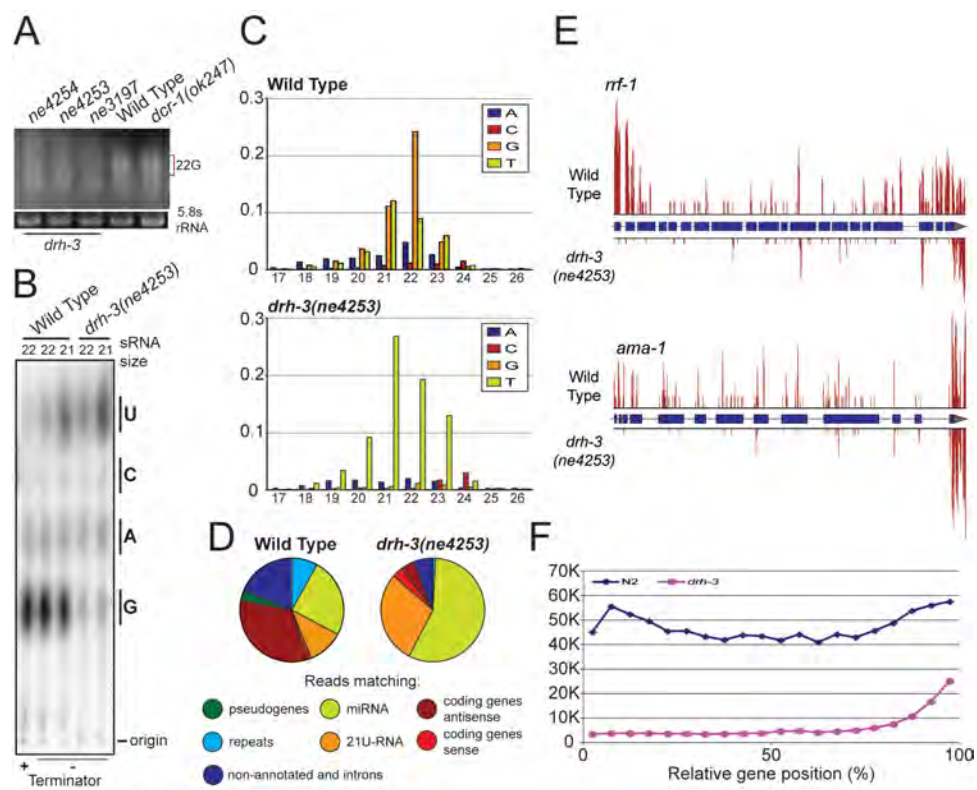 A
ne4254
ne4253
ne3197
Wild Type
dcr-1(ok247)
22G
5.8s
rRNA
drh-3
B
Wild Type
drh-3(ne4253)
22 22 21 22 21
sRNA
size
U
C
A
G
origin
+ -
Terminator
C
Wild Type
0.3
0.2
0.1
0
A
C
G
T
17 18 19 20 21 22 23 24 25 26
drh-3(ne4253)
0.3
0.2
0.1
0
A
C
G
T
17 18 19 20 21 22 23 24 25 26
D
Wild Type
drh-3(ne4253)
Reads matching:
pseudogenes
miRNA
coding genes
antisense
repeats
21U-RNA
coding genes
sense
non-annotated and introns
E
rrf-1
Wild
Type
drh-3
(ne4253)
ama-1
Wild
Type
drh-3
(ne4253)
F
70K
60K
50K
40K
30K
20K
10K
0
N2
drh-3
0 50 100
Relative gene position (%)